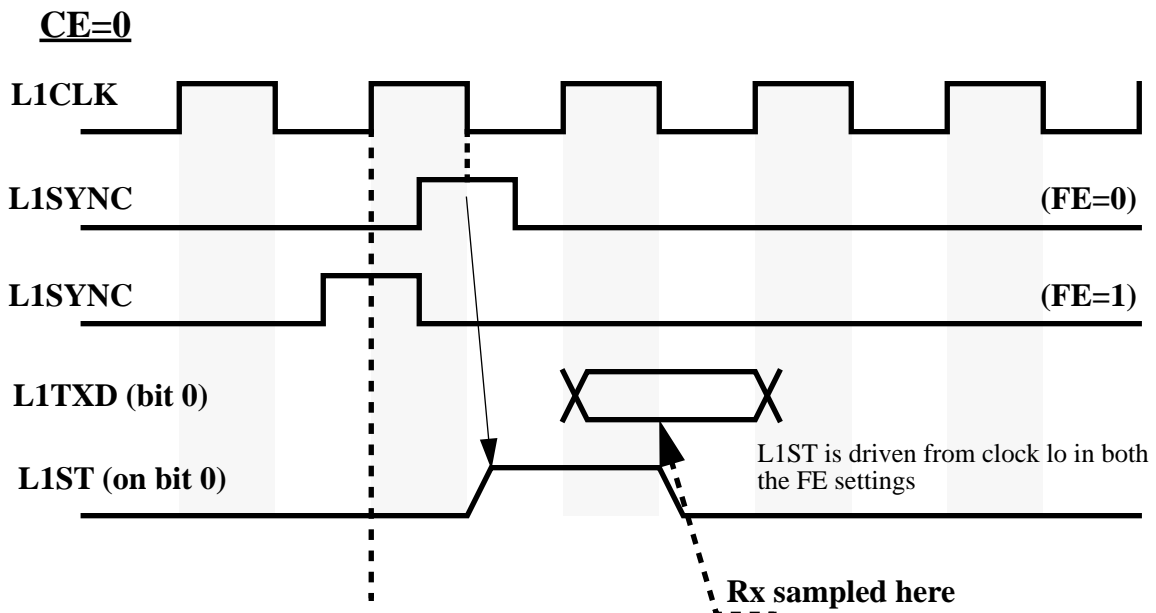 CE=0
L1CLK
L1SYNC (FE=0)
L1SYNC (FE=1)
L1TXD (bit 0)
L1ST is driven from clock lo in both
the FE settings
L1ST (on bit 0)
Rx sampled here